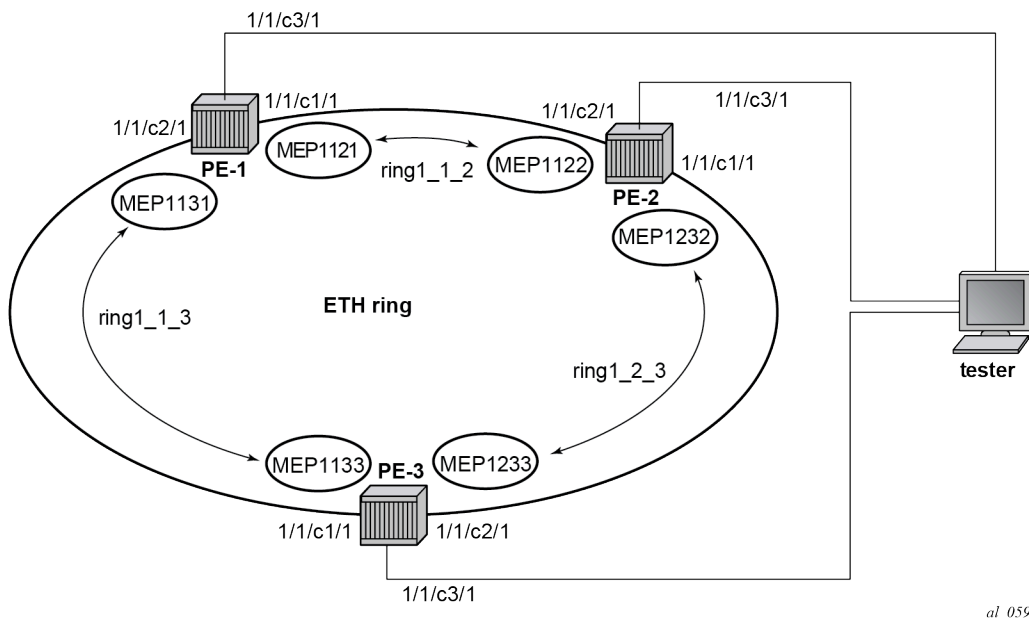 1/1/c3/1
1/1/c1/1
1/1/c2/1
1/1/c2/1
1/1/c3/1
1/1/c1/1
PE-1
MEP1121
ring1_1_2
MEP1122
PE-2
MEP1131
MEP1232
ETH ring
ring1_1_3
ring1_2_3
tester
MEP1133
PE-3
MEP1233
1/1/c1/1
1/1/c2/1
1/1/c3/1
al_059